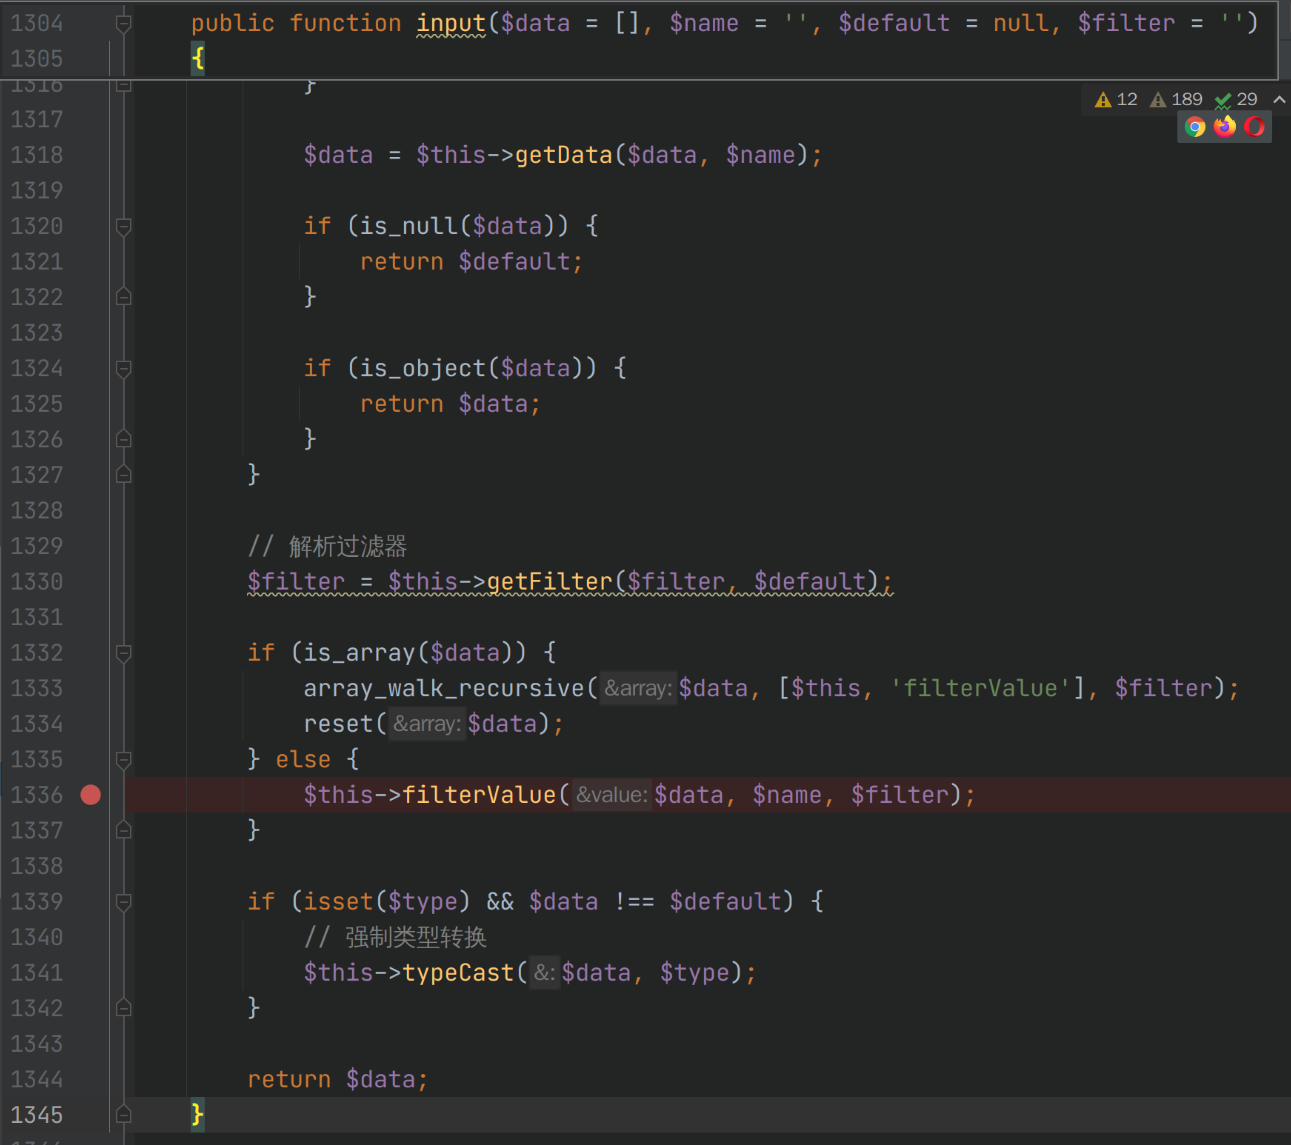 1304 public function input($data = [], $name = '', $default = null, $filter = '')
1305 {
1316 }
12 189 29
1317
1318 $data = $this->getData($data, $name);
1319
1320 if (is_null($data)) {
1321 return $default;
1322 }
1323
1324 if (is_object($data)) {
1325 return $data;
1326 }
1327 }
1328
1329 // 解析过滤器
1330 $filter = $this->getFilter($filter, $default);
1331
1332 if (is_array($data)) {
1333 array_walk_recursive( &array: $data, [$this, 'filterValue'], $filter);
1334 reset( &array: $data);
1335 } else {
1336 $this->filterValue( &value: $data, $name, $filter);
1337 }
1338
1339 if (isset($type) && $data !== $default) {
1340 // 强制类型转换
1341 $this->typeCast( &: $data, $type);
1342 }
1343
1344 return $data;
1345 }